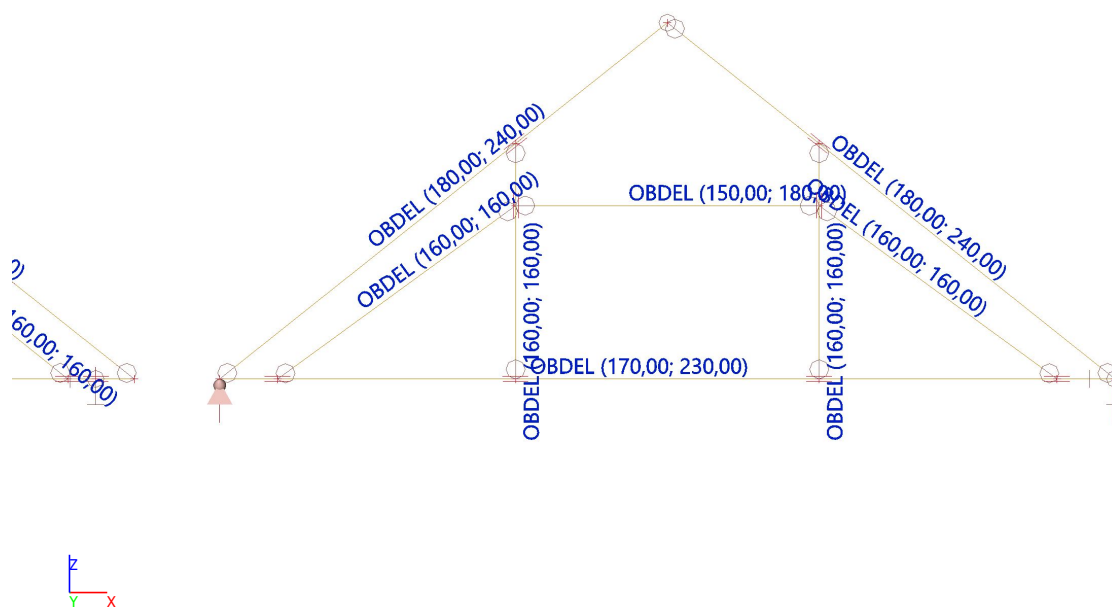 OBDEL (180,00; 240,00)
OBDEL (180,00; 240,00)
OBDEL (160,00; 160,00)
OBDEL (150,00; 180,00)
OBDEL (160,00; 160,00)
OBDEL (160,00; 160,00)
OBDEL (160,00; 160,00)
OBDEL (170,00; 230,00)
0)
160,00; 160,00)
Z
Y X